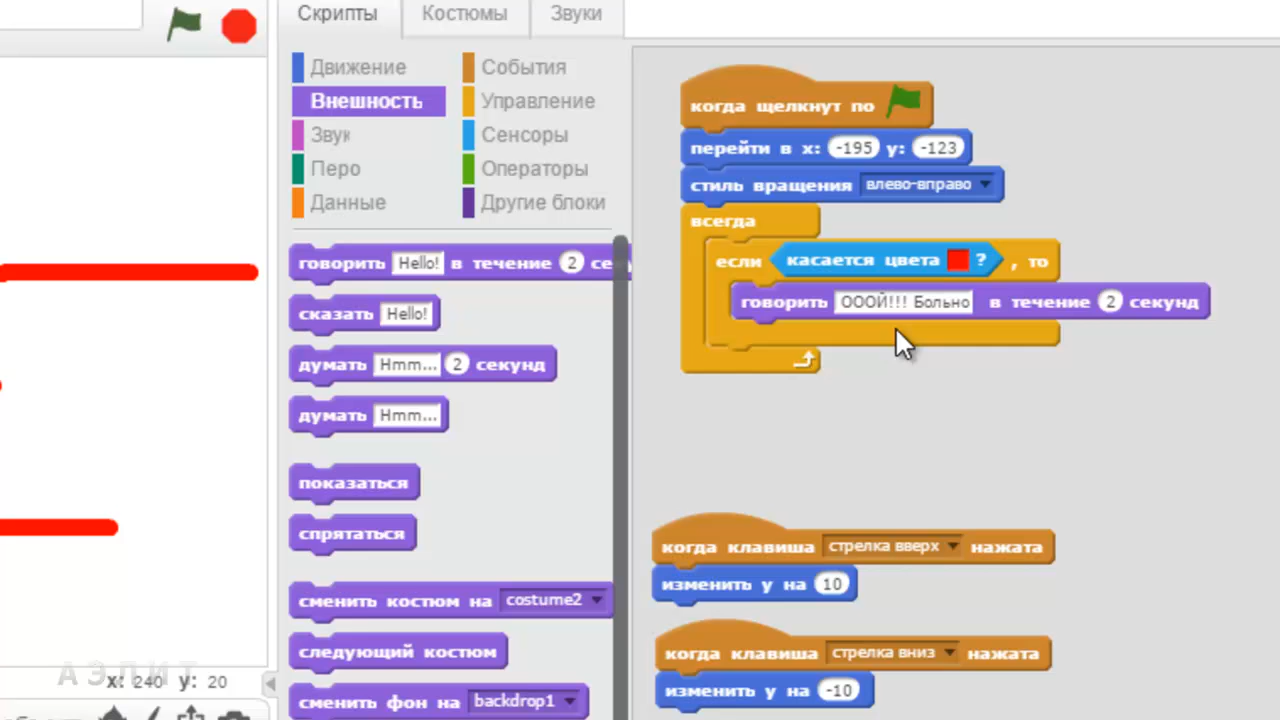 Скрипты Костюмы Звуки
Движение События
Внешность Управление
Звук Сенсоры
Перо Операторы
Данные Другие блоки
говорить Hello! в течение 2
сказать Hello!
думать Hmm... 2 секунд
думать Hmm...
показаться
спрятаться
сменить костюм на costume2
следующий костюм
сменить фон на backdrop1
когда щелкнут по
перейти в x: -195 y: -123
стиль вращения влево-вправо
всегда
если касается цвета ? , то
говорить ОООЙ!!! Больно в течение 2 секунд
когда клавиша стрелка вверх нажата
изменить y на 10
когда клавиша стрелка вниз нажата
изменить y на -10
АЭЛИТ
x: 240 y: 20